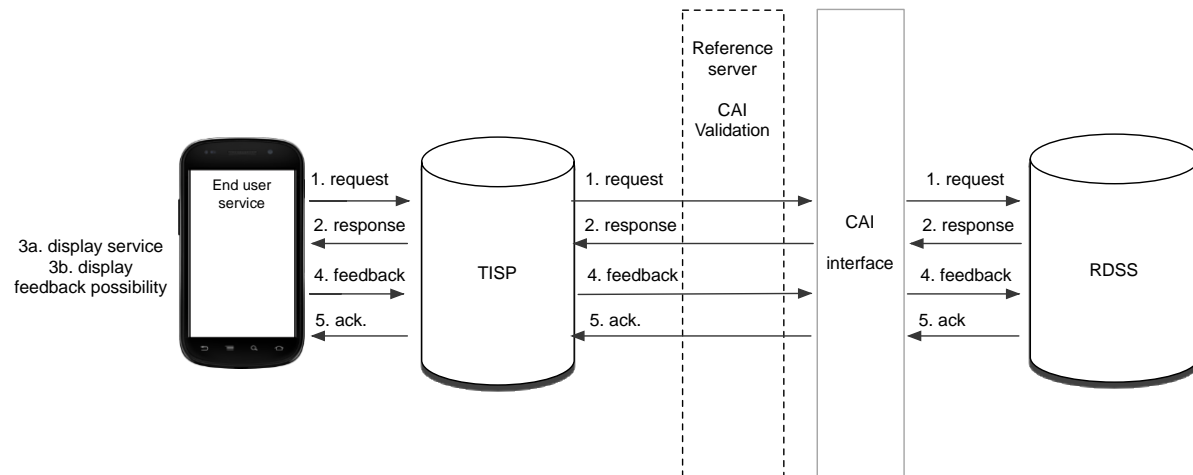 Reference
server
CAI
Validation
End user
service
3a. display service
3b. display
feedback possibility
1. request
2. response
4. feedback
5. ack.
TISP
1. request
2. response
4. feedback
5. ack.
CAI
interface
1. request
2. response
4. feedback
5. ack
RDSS